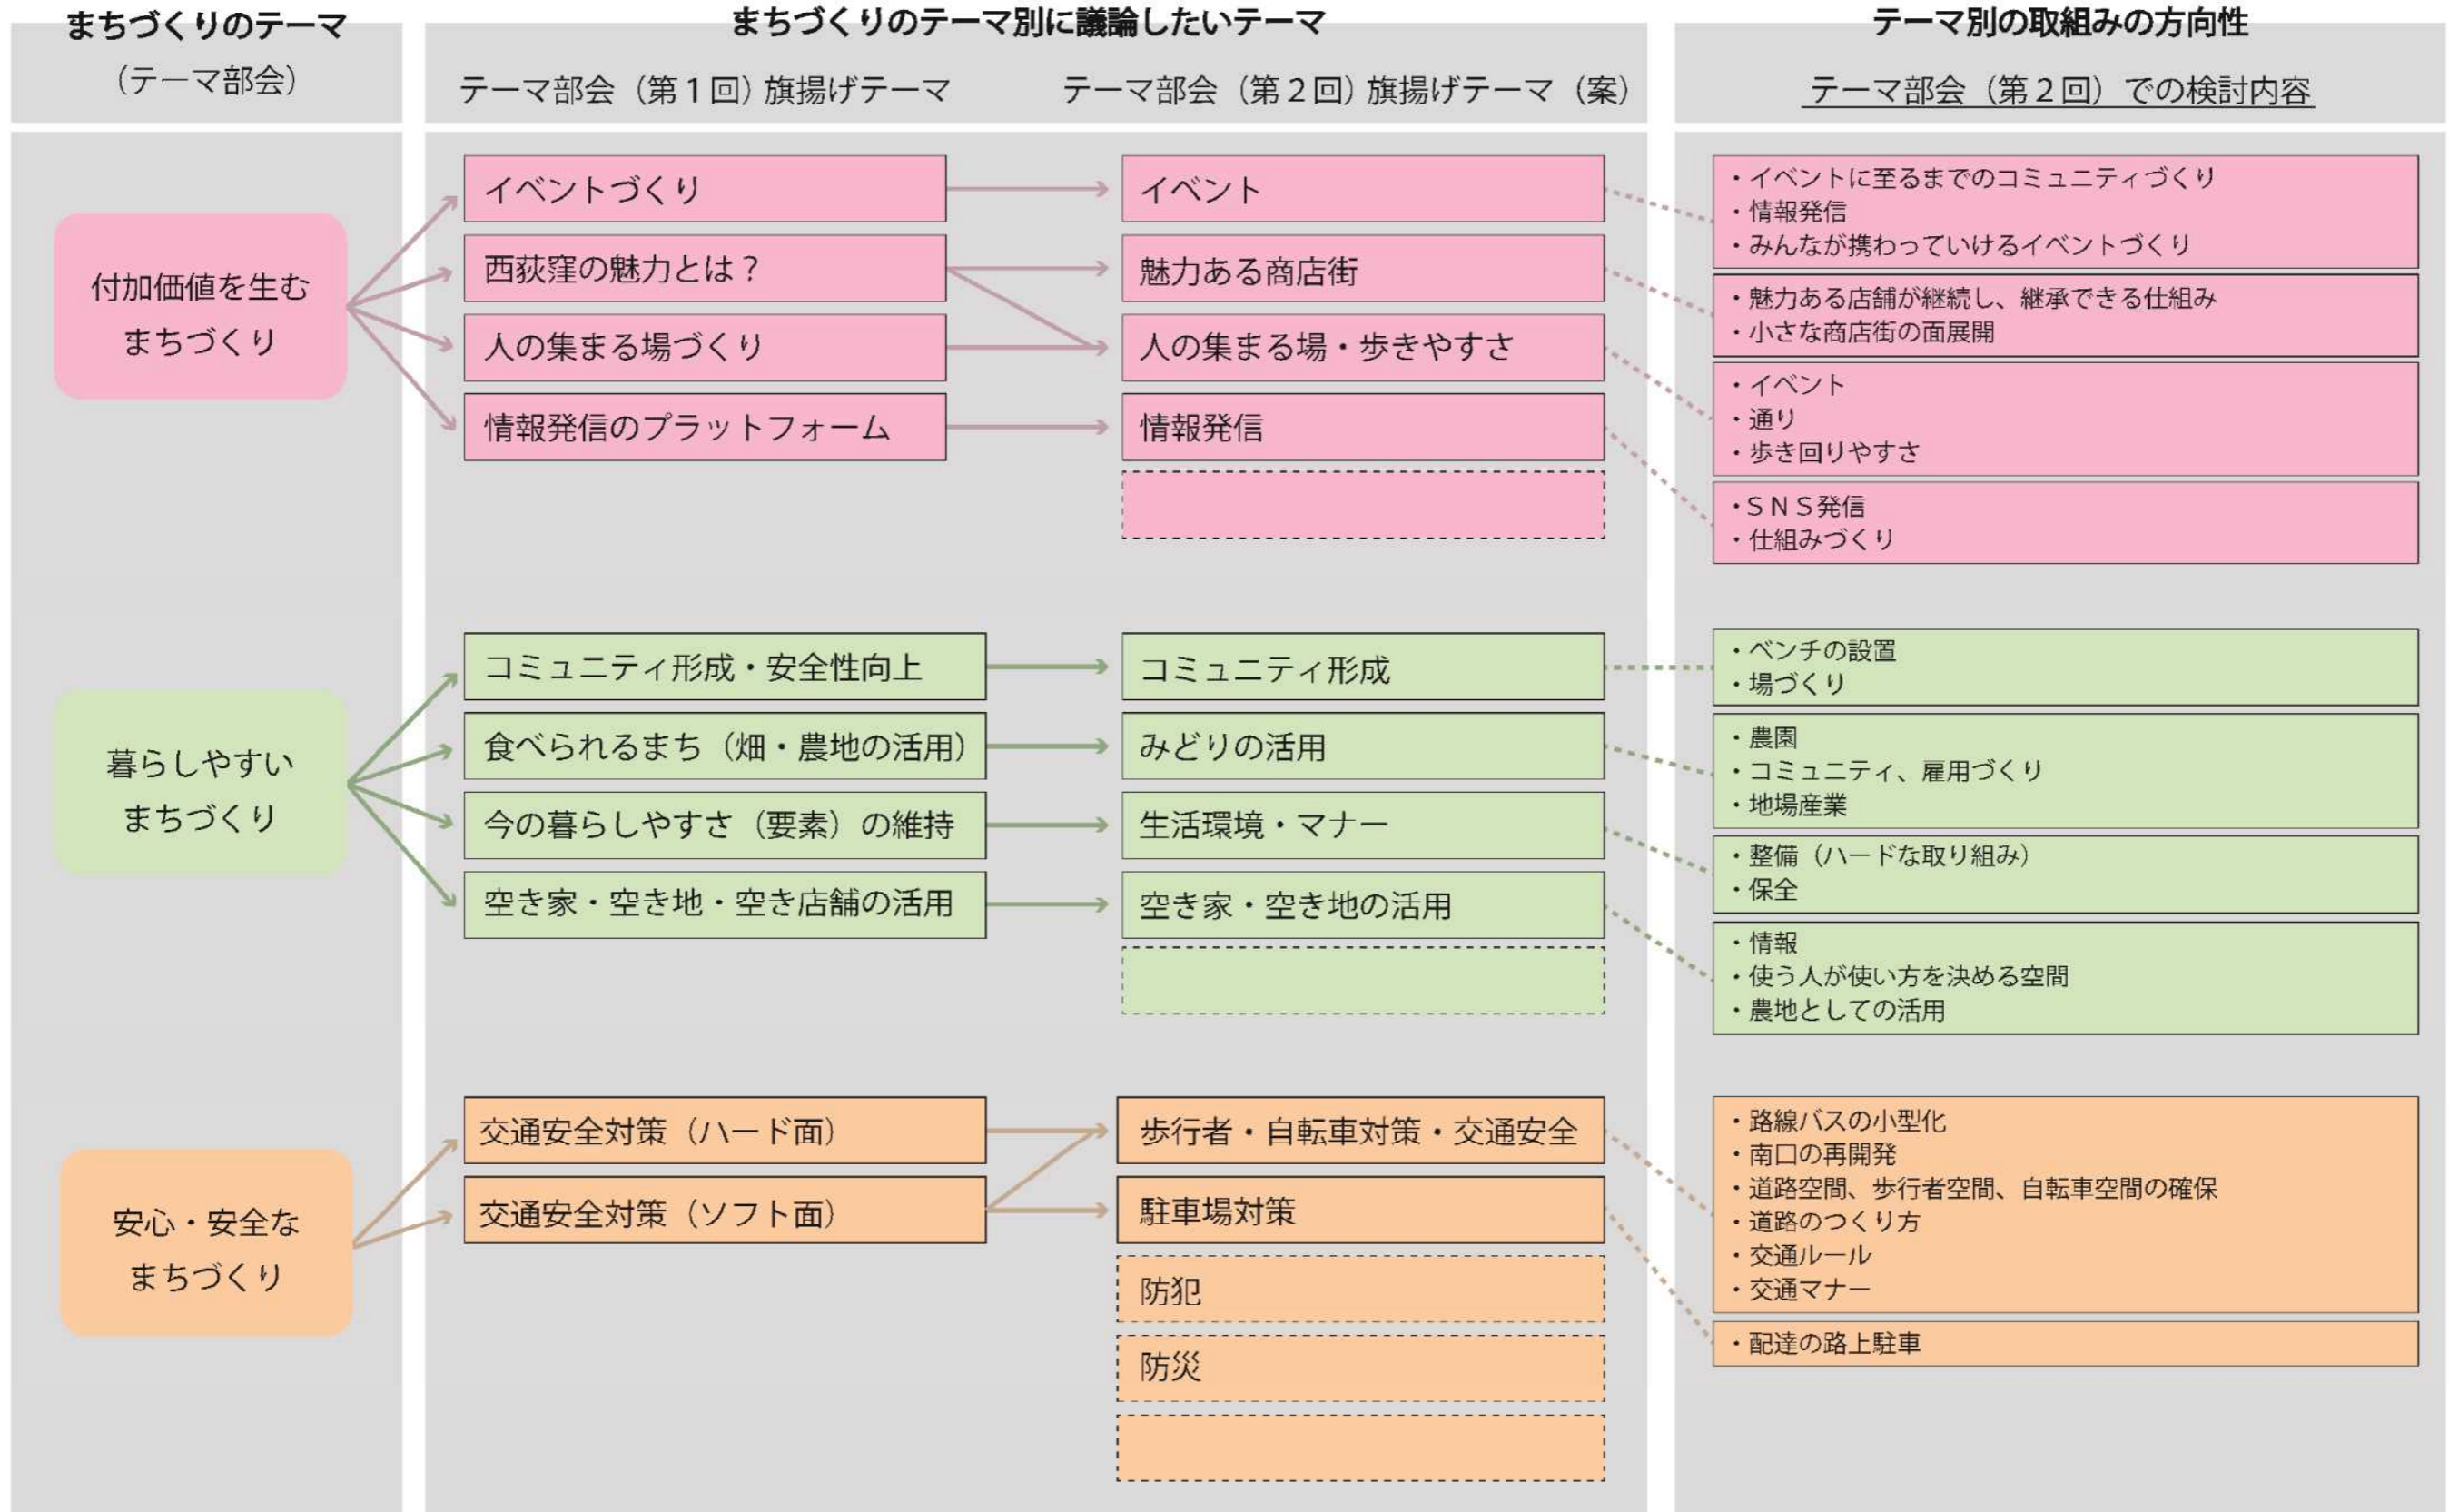 まちづくりのテーマ
（テーマ部会）
まちづくりのテーマ別に議論したいテーマ
テーマ部会（第１回）旗揚げテーマ
テーマ部会（第２回）旗揚げテーマ（案）
テーマ別の取組みの方向性
テーマ部会（第２回）での検討内容
付加価値を生む
まちづくり
イベントづくり
西荻窪の魅力とは？
人の集まる場づくり
情報発信のプラットフォーム
イベント
魅力ある商店街
人の集まる場・歩きやすさ
情報発信
・イベントに至るまでのコミュニティづくり
・情報発信
・みんなが携わっていけるイベントづくり
・魅力ある店舗が継続し、継承できる仕組み
・小さな商店街の面展開
・イベント
・通り
・歩き回りやすさ
・ＳＮＳ発信
・仕組みづくり
暮らしやすい
まちづくり
コミュニティ形成・安全性向上
食べられるまち（畑・農地の活用）
今の暮らしやすさ（要素）の維持
空き家・空き地・空き店舗の活用
コミュニティ形成
みどりの活用
生活環境・マナー
空き家・空き地の活用
・ベンチの設置
・場づくり
・農園
・コミュニティ、雇用づくり
・地場産業
・整備（ハードな取り組み）
・保全
・情報
・使う人が使い方を決める空間
・農地としての活用
安心・安全な
まちづくり
交通安全対策（ハード面）
交通安全対策（ソフト面）
歩行者・自転車対策・交通安全
駐車場対策
防犯
防災
・路線バスの小型化
・南口の再開発
・道路空間、歩行者空間、自転車空間の確保
・道路のつくり方
・交通ルール
・交通マナー
・配達の路上駐車